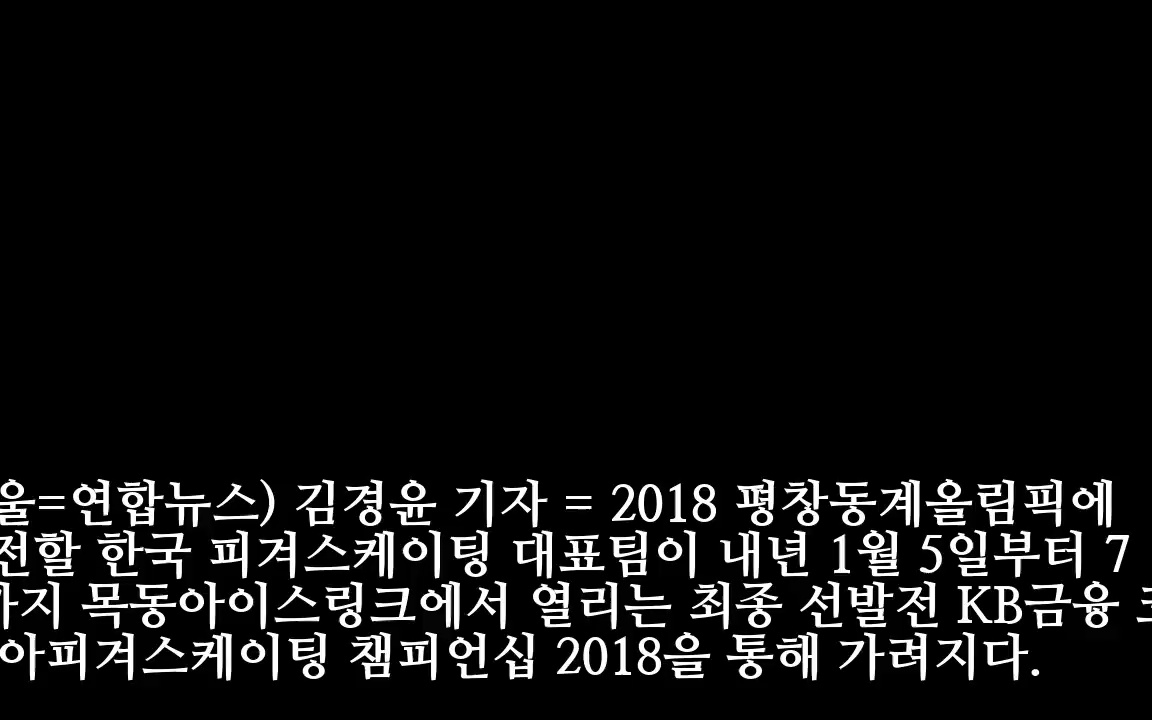 울=연합뉴스) 김경윤 기자 = 2018 평창동계올림픽에
전할 한국 피겨스케이팅 대표팀이 내년 1월 5일부터 7
까지 목동아이스링크에서 열리는 최종 선발전 KB금융
아피겨스케이팅 챔피언십 2018을 통해 가려지다.